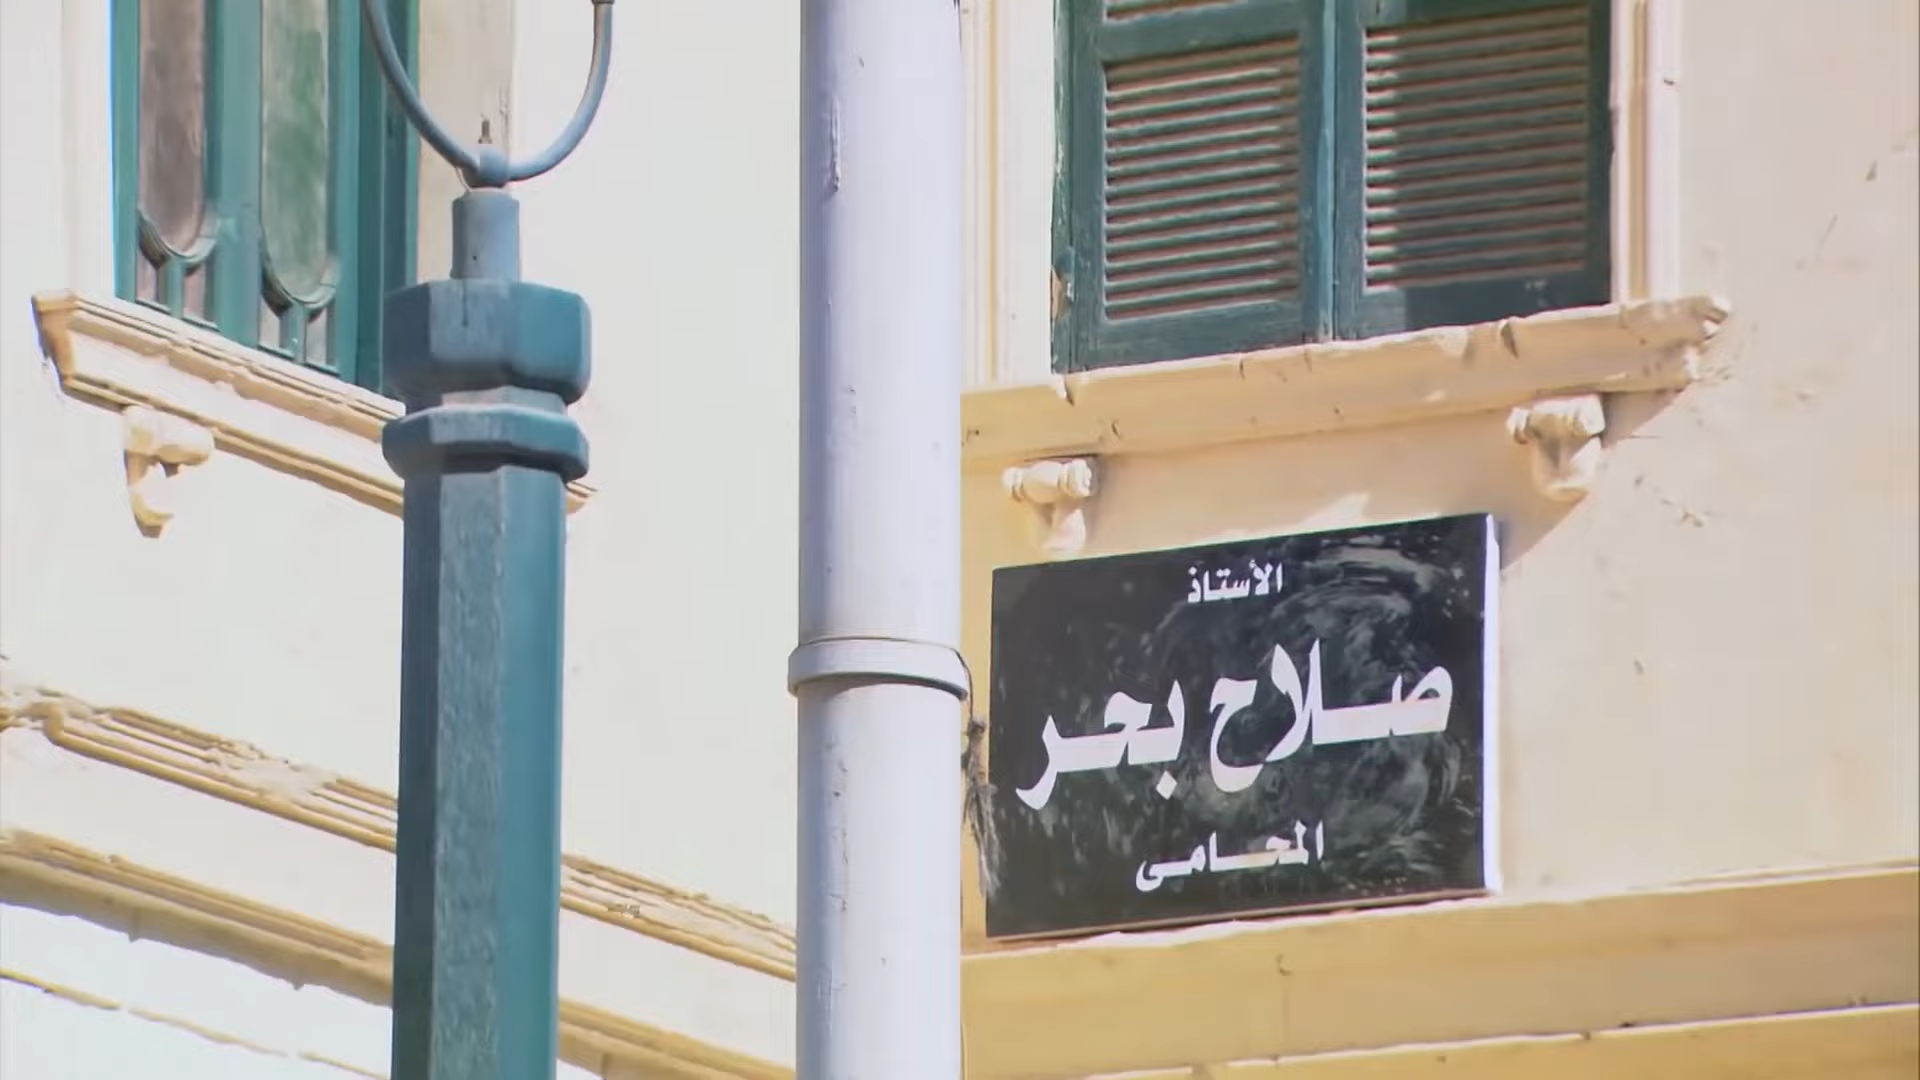 الأستاذ
صلاح بحر
المحامى